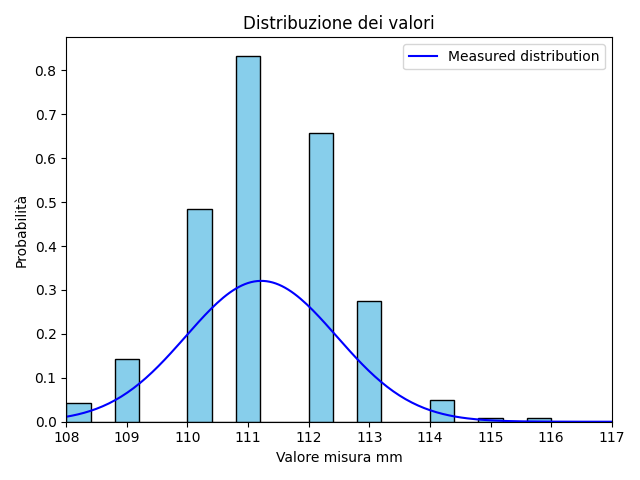 Distribuzione dei valori
Measured distribution
Probabilità
0.8
0.7
0.6
0.5
0.4
0.3
0.2
0.1
0.0
108 109 110 111 112 113 114 115 116 117
Valore misura mm